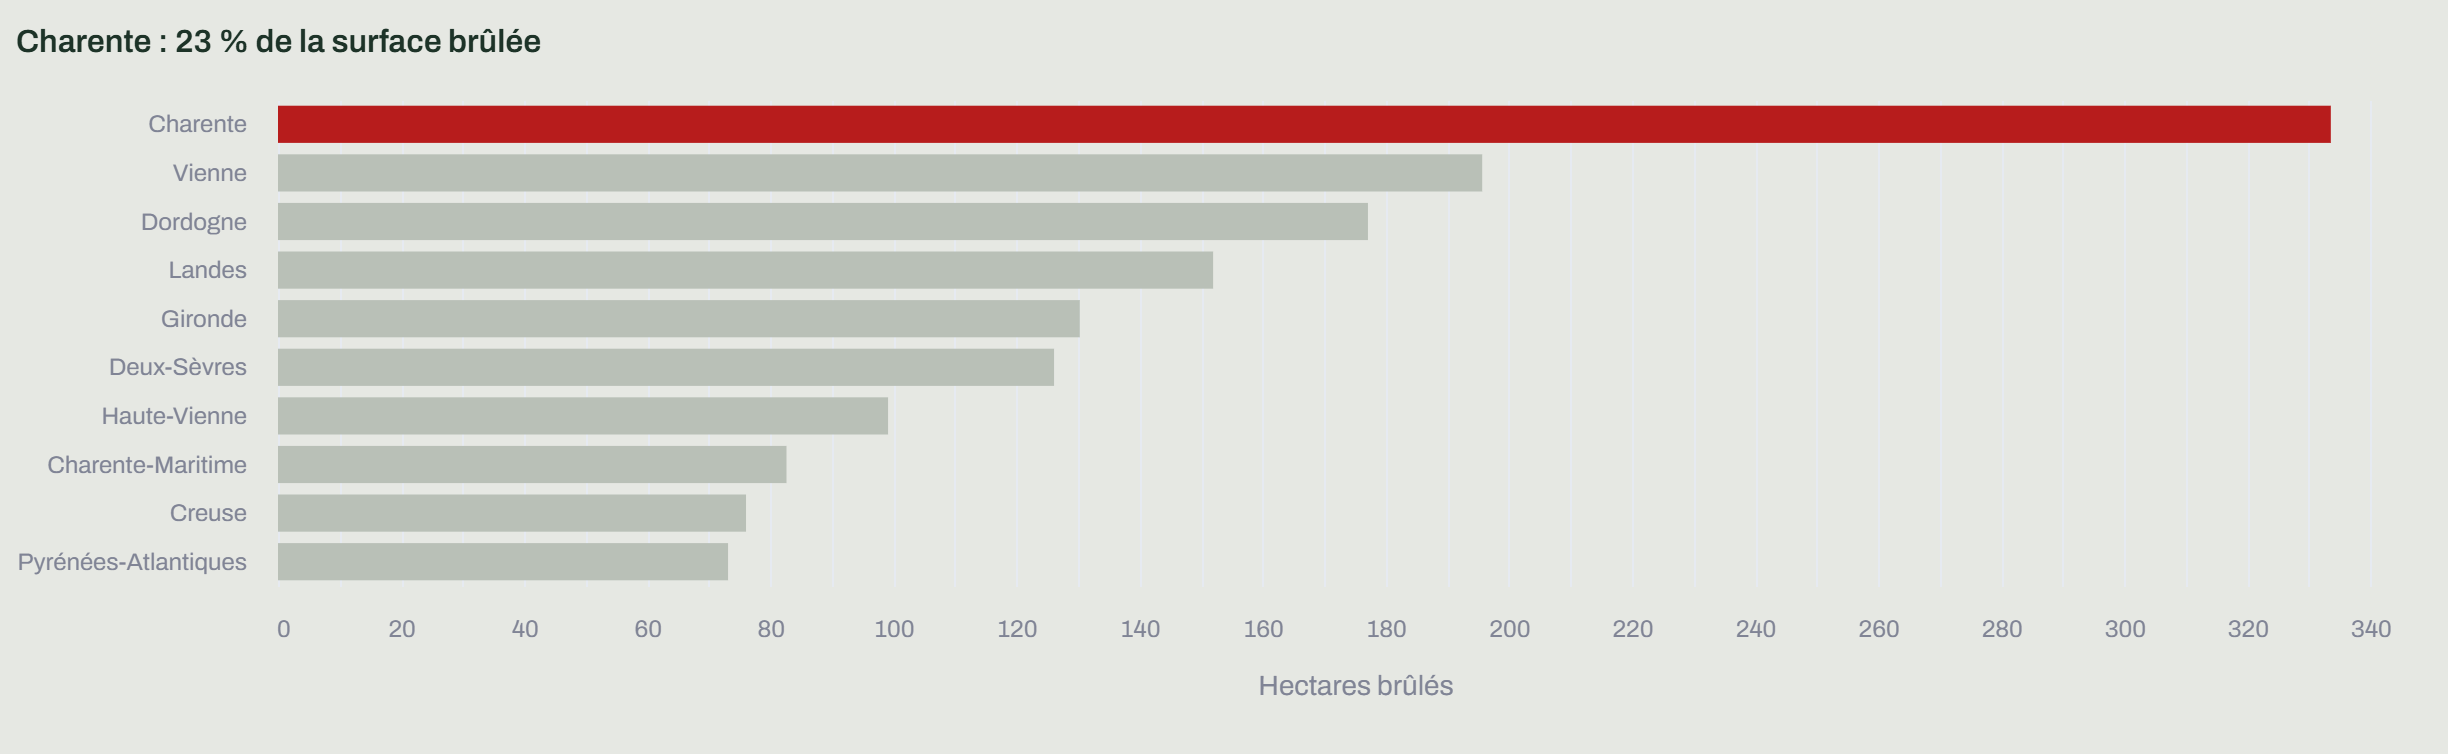 Charente : 23 % de la surface brûlée
Charente
Vienne
Dordogne
Landes
Gironde
Deux-Sèvres
Haute-Vienne
Charente-Maritime
Creuse
Pyrénées-Atlantiques
0 20 40 60 80 100 120 140 160 180 200 220 240 260 280 300 320 340
Hectares brûlés